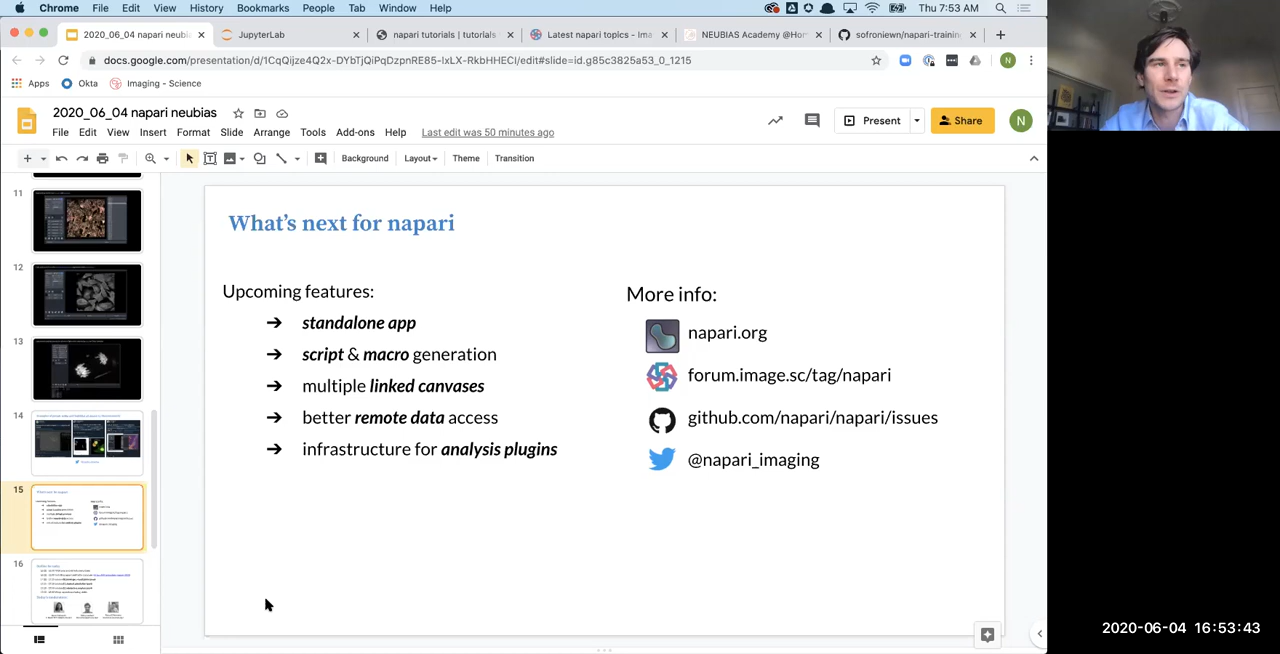 Chrome File Edit View History Bookmarks People Tab Window Help Thu 7:53 AM
2020_06_04 napari neubia JupyterLab napari tutorials | tutorials Latest napari topics - Ima NEUBIAS Academy @Hom sofroniewn/napari-training
docs.google.com/presentation/d/1CqQijze4Q2x-DYbTjQiPqDzpnRE85-IxLX-RkbHHECI/edit#slide=id.g85c3825a53_0_1215 N
Apps Okta Imaging - Science
2020_06_04 napari neubias
File Edit View Insert Format Slide Arrange Tools Add-ons Help Last edit was 50 minutes ago
Present Share N
Background Layout Theme Transition
11
12
13
14
15
16
What's next for napari
Upcoming features:
➔ standalone app
➔ script & macro generation
➔ multiple linked canvases
➔ better remote data access
➔ infrastructure for analysis plugins
More info:
napari.org
forum.image.sc/tag/napari
github.com/napari/napari/issues
@napari_imaging
2020-06-04 16:53:43